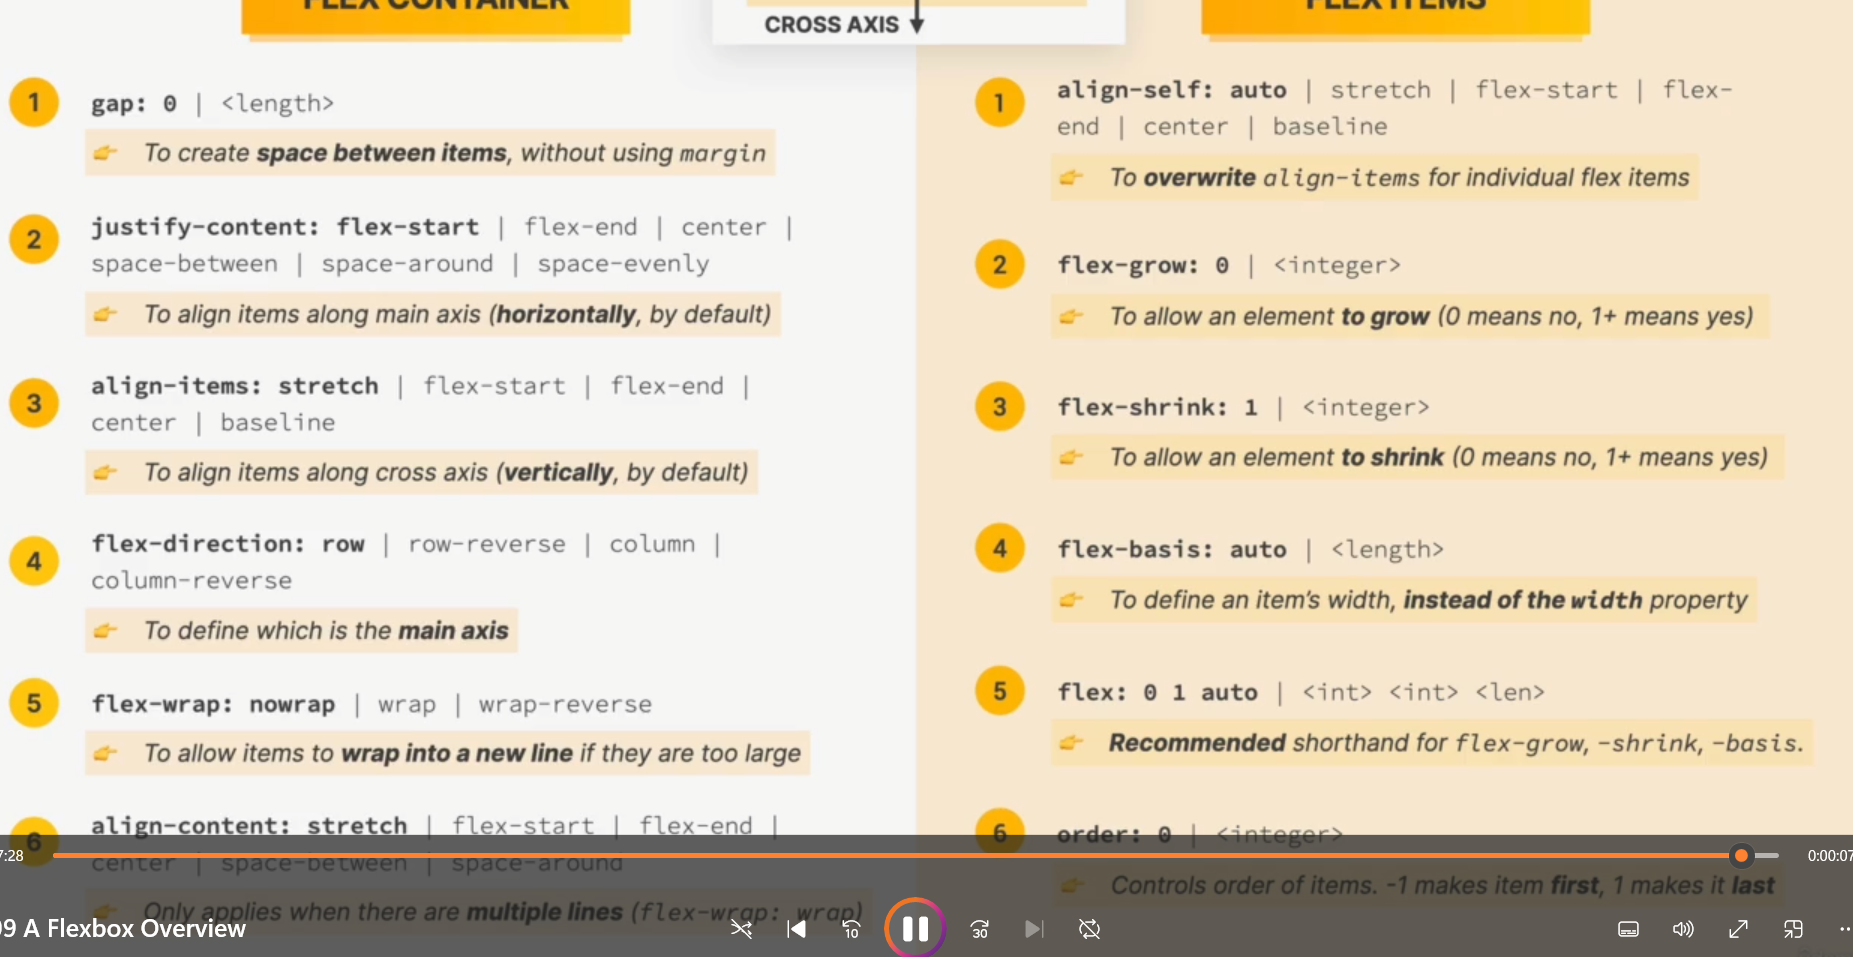 FLEX CONTAINER
CROSS AXIS
FLEX ITEMS
1
gap: 0 | <length>
To create space between items, without using margin
2
justify-content: flex-start | flex-end | center |
space-between | space-around | space-evenly
To align items along main axis (horizontally, by default)
3
align-items: stretch | flex-start | flex-end |
center | baseline
To align items along cross axis (vertically, by default)
4
flex-direction: row | row-reverse | column |
column-reverse
To define which is the main axis
5
flex-wrap: nowrap | wrap | wrap-reverse
To allow items to wrap into a new line if they are too large
6
align-content: stretch | flex-start | flex-end |
center | space-between | space-around
Only applies when there are multiple lines (flex-wrap: wrap)
1
align-self: auto | stretch | flex-start | flex-
end | center | baseline
To overwrite align-items for individual flex items
2
flex-grow: 0 | <integer>
To allow an element to grow (0 means no, 1+ means yes)
3
flex-shrink: 1 | <integer>
To allow an element to shrink (0 means no, 1+ means yes)
4
flex-basis: auto | <length>
To define an item's width, instead of the width property
5
flex: 0 1 auto | <int> <int> <len>
Recommended shorthand for flex-grow, -shrink, -basis.
6
order: 0 | <integer>
Controls order of items. -1 makes item first, 1 makes it last
7:28
0:00:07
09 A Flexbox Overview
10
30